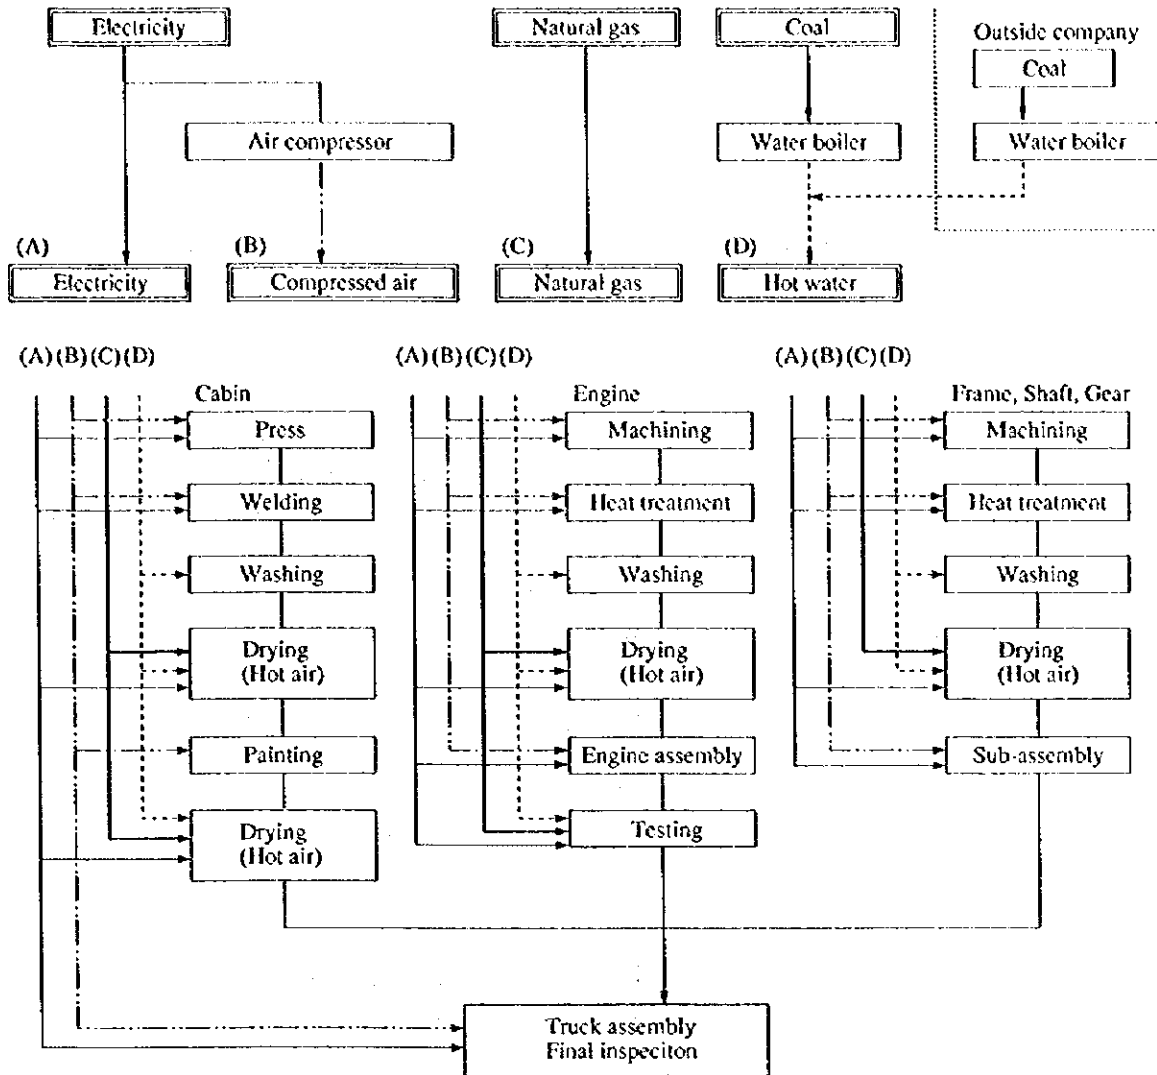 Electricity
Natural gas
Coal
Outside company
Coal
Air compressor
Water boiler
Water boiler
(A)
(B)
(C)
(D)
Electricity
Compressed air
Natural gas
Hot water
(A) (B) (C) (D)
(A) (B) (C) (D)
(A) (B) (C) (D)
Cabin
Press
Welding
Washing
Drying
(Hot air)
Painting
Drying
(Hot air)
Engine
Machining
Heat treatment
Washing
Drying
(Hot air)
Engine assembly
Testing
Frame, Shaft, Gear
Machining
Heat treatment
Washing
Drying
(Hot air)
Sub-assembly
Truck assembly
Final inspeciton